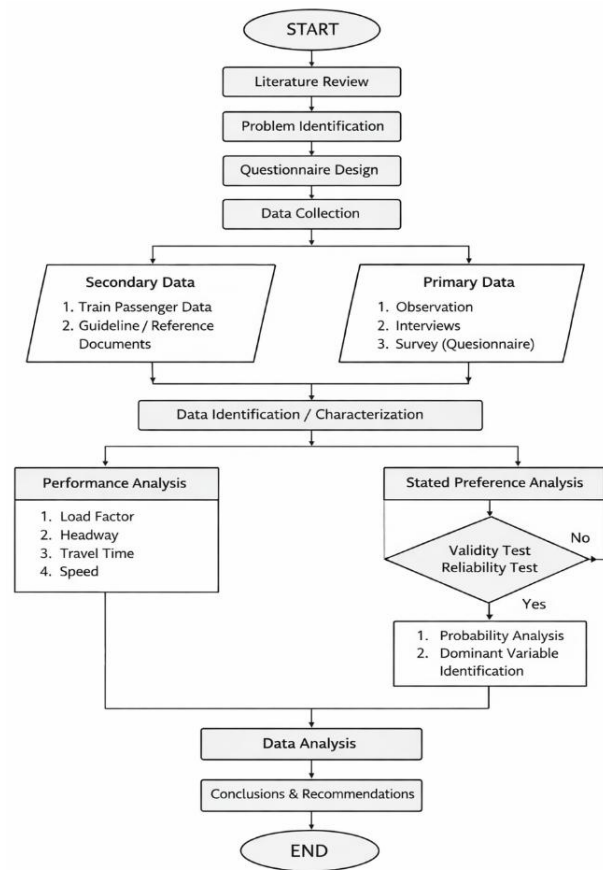 START
Literature Review
Problem Identification
Questionnaire Design
Data Collection
Secondary Data
1. Train Passenger Data
2. Guideline / Reference
Documents
Primary Data
1. Observation
2. Interviews
3. Survey (Quesionnaire)
Data Identification / Characterization
Performance Analysis
1. Load Factor
2. Headway
3. Travel Time
4. Speed
Stated Preference Analysis
Validity Test
Reliability Test
No
Yes
1. Probability Analysis
2. Dominant Variable
Identification
Data Analysis
Conclusions & Recommendations
END